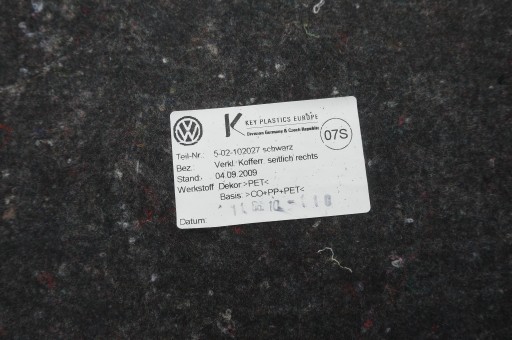 KEY PLASTICS EUROPE
Division Germany & Czech Republic
07S
Teil-Nr.: 5-02-102027 schwarz
Bez. Verkl. Kofferr. seitlich rechts
Stand: 04.09.2009
Werkstoff Dekor >PET<
Basis: >CO+PP+PET<
Datum: